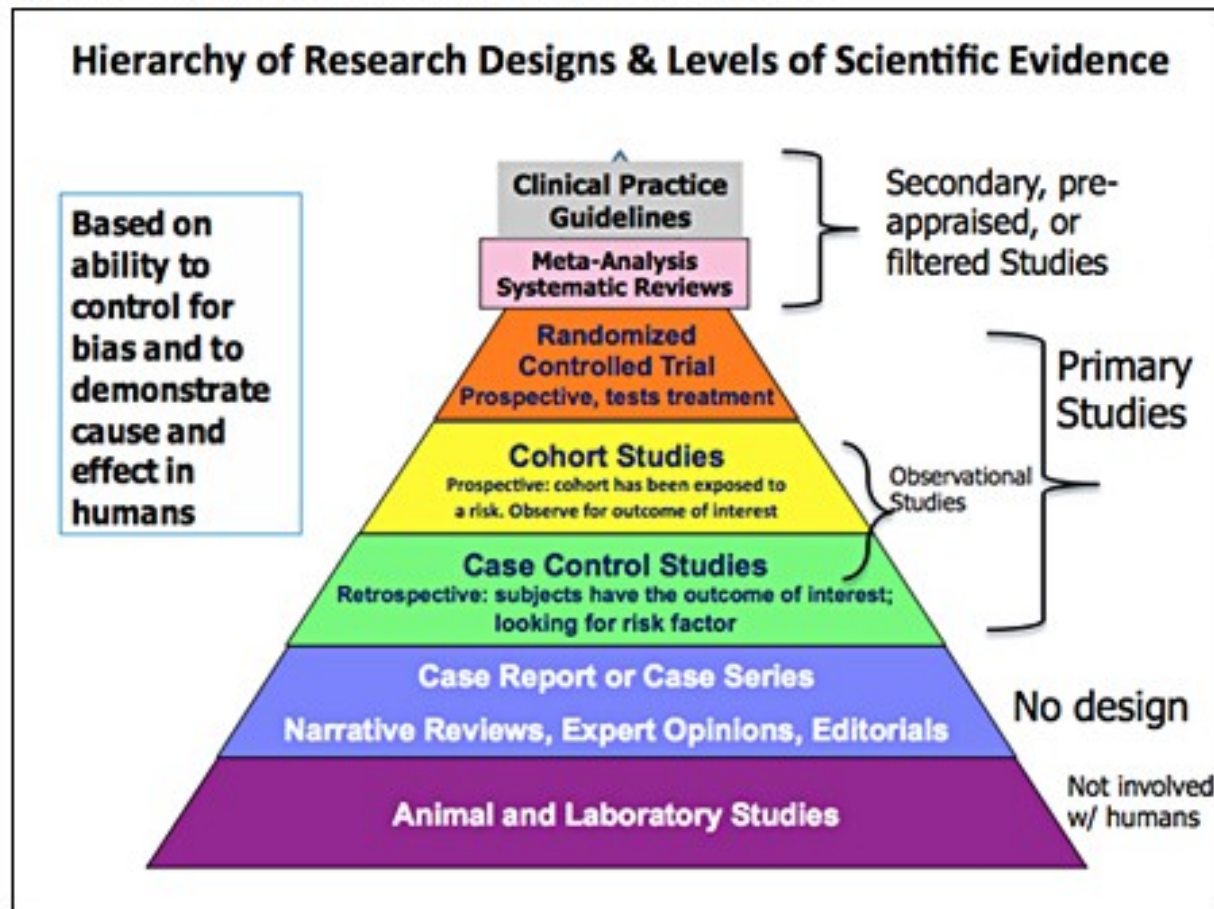 Hierarchy of Research Designs & Levels of Scientific Evidence
Based on
ability to
control for
bias and to
demonstrate
cause and
effect in
humans
Clinical Practice
Guidelines
Meta-Analysis
Systematic Reviews
Randomized
Controlled Trial
Prospective, tests treatment
Cohort Studies
Prospective: cohort has been exposed to
a risk. Observe for outcome of interest
Case Control Studies
Retrospective: subjects have the outcome of interest;
looking for risk factor
Case Report or Case Series
Narrative Reviews, Expert Opinions, Editorials
Animal and Laboratory Studies
Secondary, pre-
appraised, or
filtered Studies
Primary
Studies
Observational
Studies
No design
Not involved
w/ humans